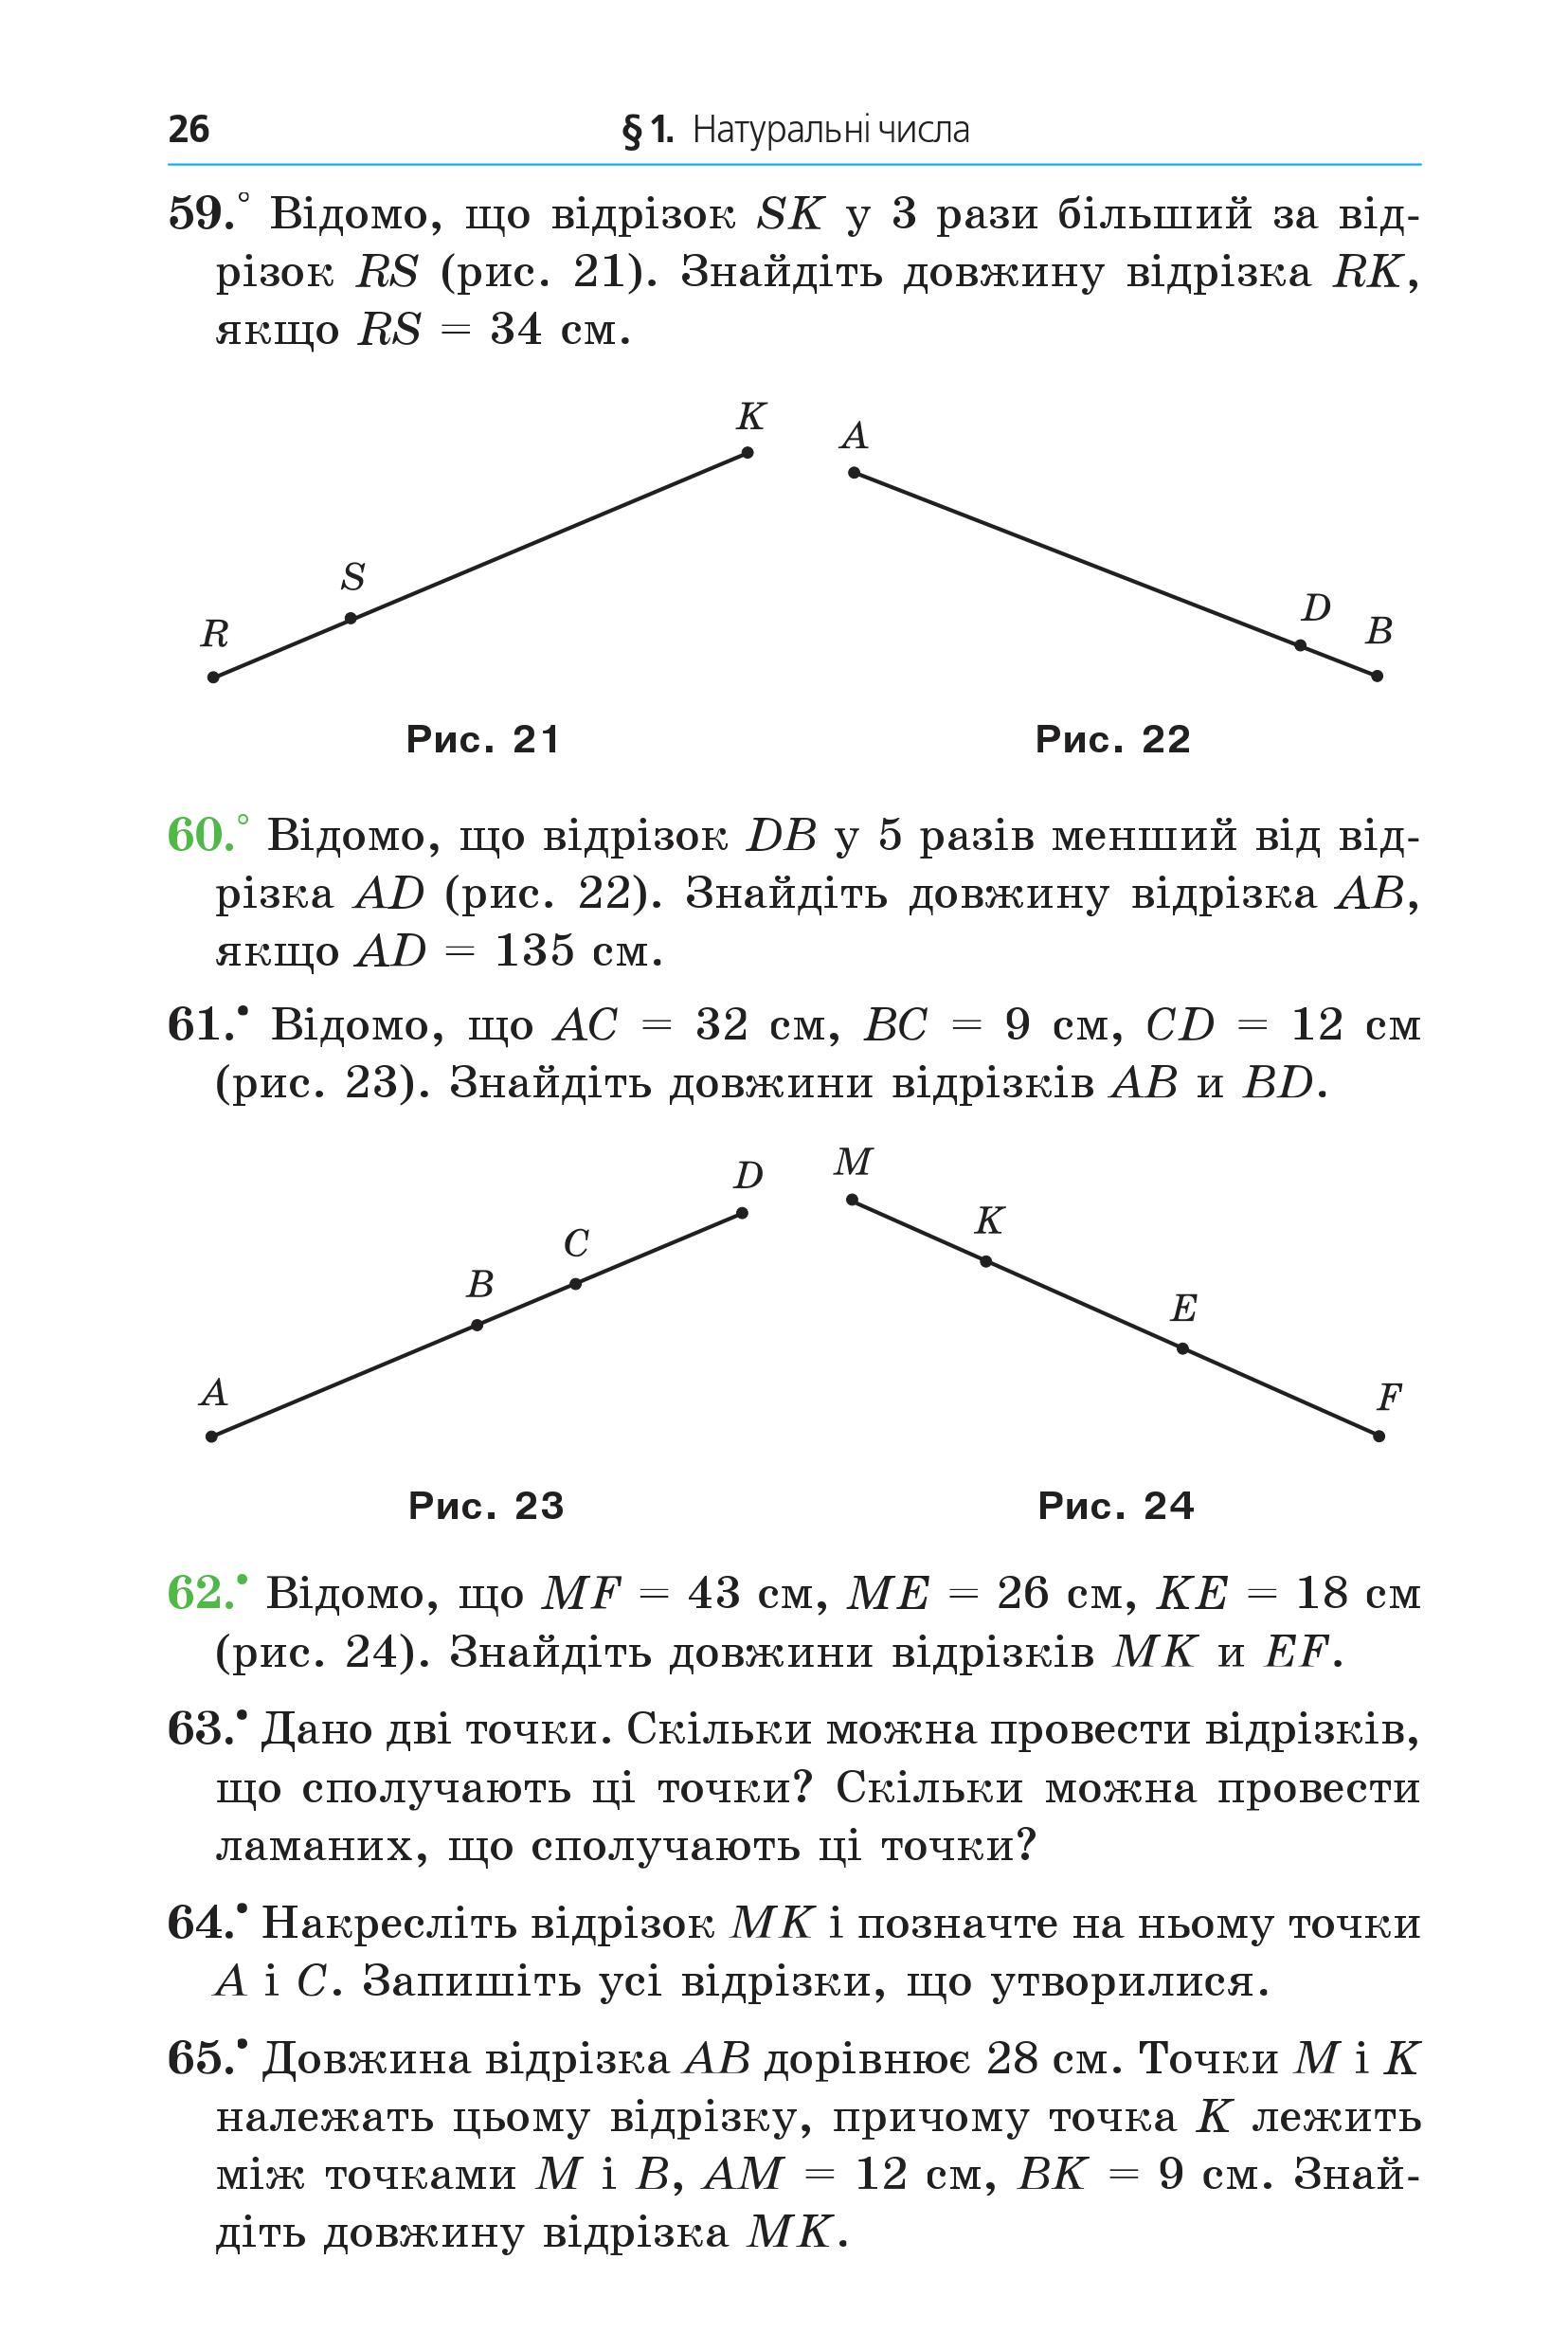 26
§ 1. Натуральні числа
59.° Відомо, що відрізок SK у 3 рази більший за від-
різок RS (рис. 21). Знайдіть довжину відрізка RK,
якщо RS = 34 см.
K
A
S
R
D
B
Рис. 21
Рис. 22
60.° Відомо, що відрізок DB у 5 разів менший від від-
різка AD (рис. 22). Знайдіть довжину відрізка AB,
якщо AD = 135 см.
61.• Відомо, що AC = 32 см, BC = 9 см, CD = 12 см
(рис. 23). Знайдіть довжини відрізків AB и BD.
D
M
C
K
B
E
A
F
Рис. 23
Рис. 24
62.• Відомо, що MF = 43 см, ME = 26 см, KE = 18 см
(рис. 24). Знайдіть довжини відрізків MK и EF.
63.• Дано дві точки. Скільки можна провести відрізків,
що сполучають ці точки? Скільки можна провести
ламаних, що сполучають ці точки?
64.• Накресліть відрізок MK і позначте на ньому точки
A і C. Запишіть усі відрізки, що утворилися.
65.• Довжина відрізка AB дорівнює 28 см. Точки M і K
належать цьому відрізку, причому точка K лежить
між точками M і B, AM = 12 см, BK = 9 см. Знай-
діть довжину відрізка MK.